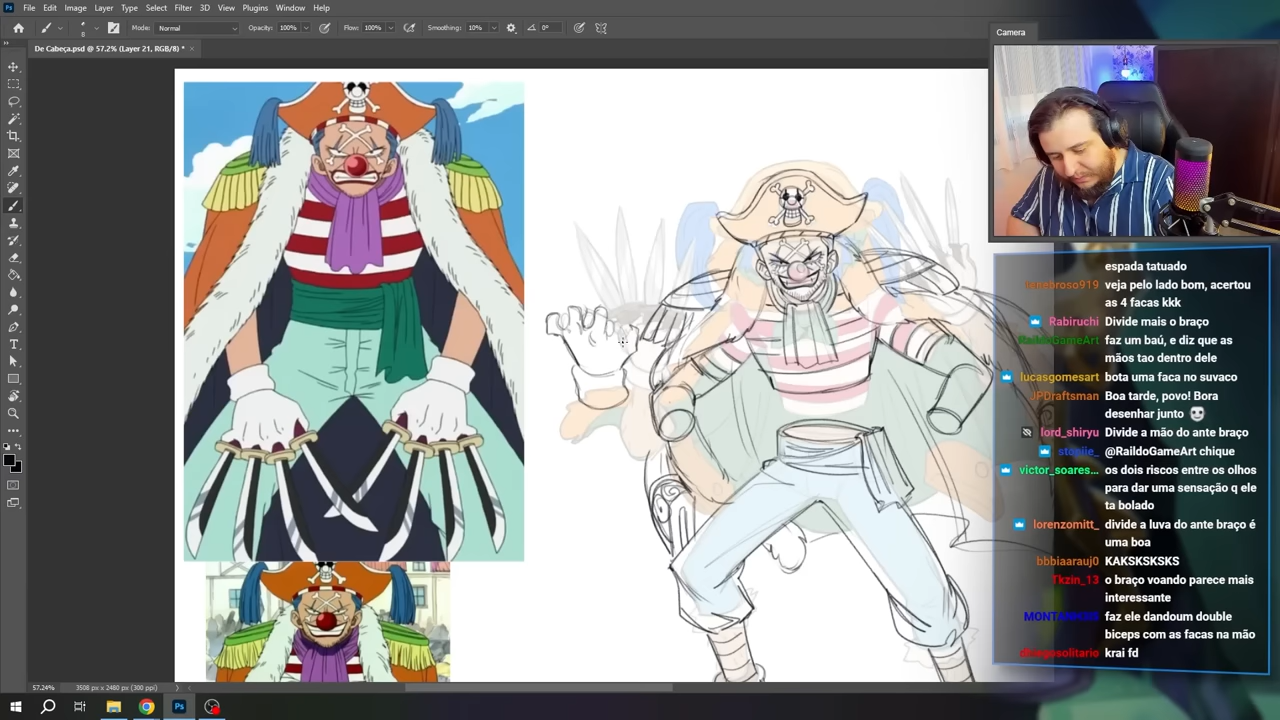 File Edit Image Layer Type Select Filter 3D View Plugins Window Help
8 Mode: Normal Opacity: 100% Flow: 100% Smoothing: 10% 0°
De Cabeça.psd @ 57.2% (Layer 21, RGB/8) * ×
Camera
espada tatuado
veja pelo lado bom, acertou
as 4 facas kkk
Rabiruchi Divide mais o braço
RaildoGameArt faz um baú, e diz que as
mãos tao dentro dele
lucasgomesart bota uma faca no suvaco
JPDraftsman Boa tarde, povo! Bora
desenhar junto
lord_shiryu Divide a mão do ante braço
@RaildoGameArt chique
victor_soares... os dois riscos entre os olhos
para dar uma sensação q ele
ta bolado
lorenzomitt_ divide a luva do ante braço é
uma boa
bbbiaarauj0 KAKSKSKSKS
Tkzin_13 o braço voando parece mais
interessante
faz ele dandoum double
biceps com as facas na mão
krai fd
57.24% 3508 px x 2480 px (300 ppi)
Ps